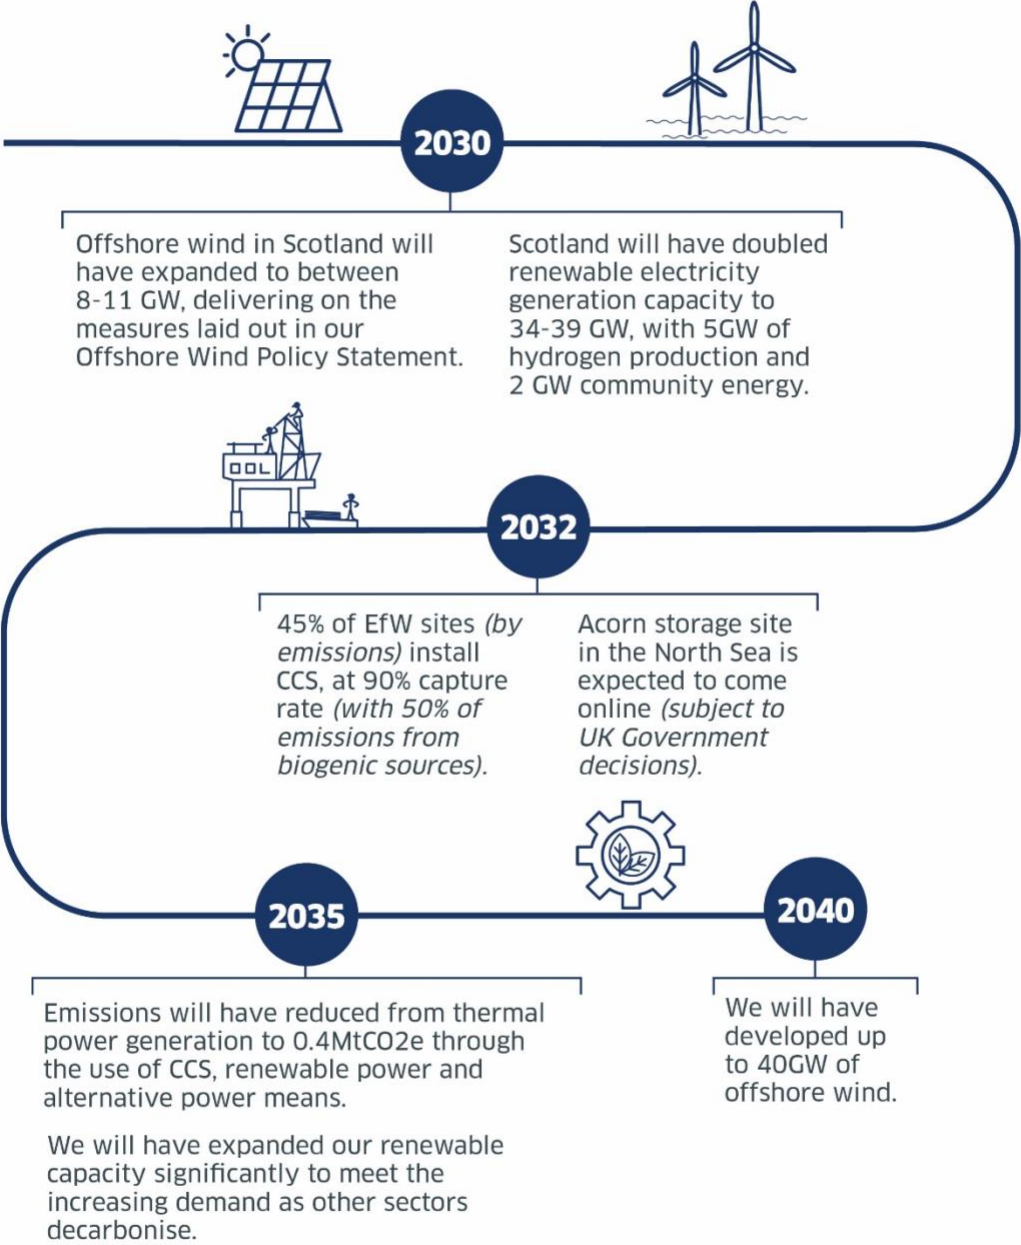 2030
Offshore wind in Scotland will
have expanded to between
8-11 GW, delivering on the
measures laid out in our
Offshore Wind Policy Statement.
Scotland will have doubled
renewable electricity
generation capacity to
34-39 GW, with 5GW of
hydrogen production and
2 GW community energy.
2032
45% of EfW sites (by
emissions) install
CCS, at 90% capture
rate (with 50% of
emissions from
biogenic sources).
Acorn storage site
in the North Sea is
expected to come
online (subject to
UK Government
decisions).
2035
Emissions will have reduced from thermal
power generation to 0.4MtCO2e through
the use of CCS, renewable power and
alternative power means.
We will have expanded our renewable
capacity significantly to meet the
increasing demand as other sectors
decarbonise.
2040
We will have
developed up
to 40GW of
offshore wind.